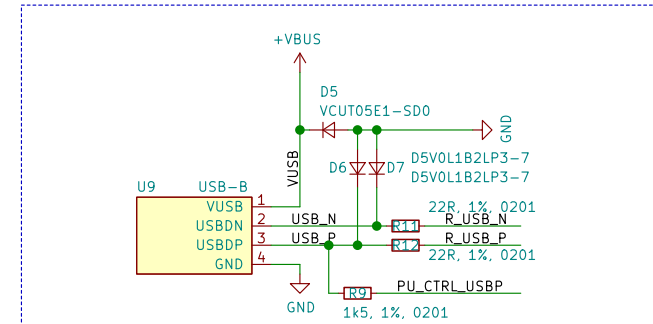 +VBUS
D5
VCUT05E1-SD0
GND
VUSB
D6
D7
D5V0L1B2LP3-7
D5V0L1B2LP3-7
U9
USB-B
VUSB
1
22R, 1%, 0201
USBDN
2
USB_N
R11
R_USB_N
USBDP
3
USB_P
R12
R_USB_P
22R, 1%, 0201
GND
4
PU_CTRL_USBP
R9
GND
1k5, 1%, 0201